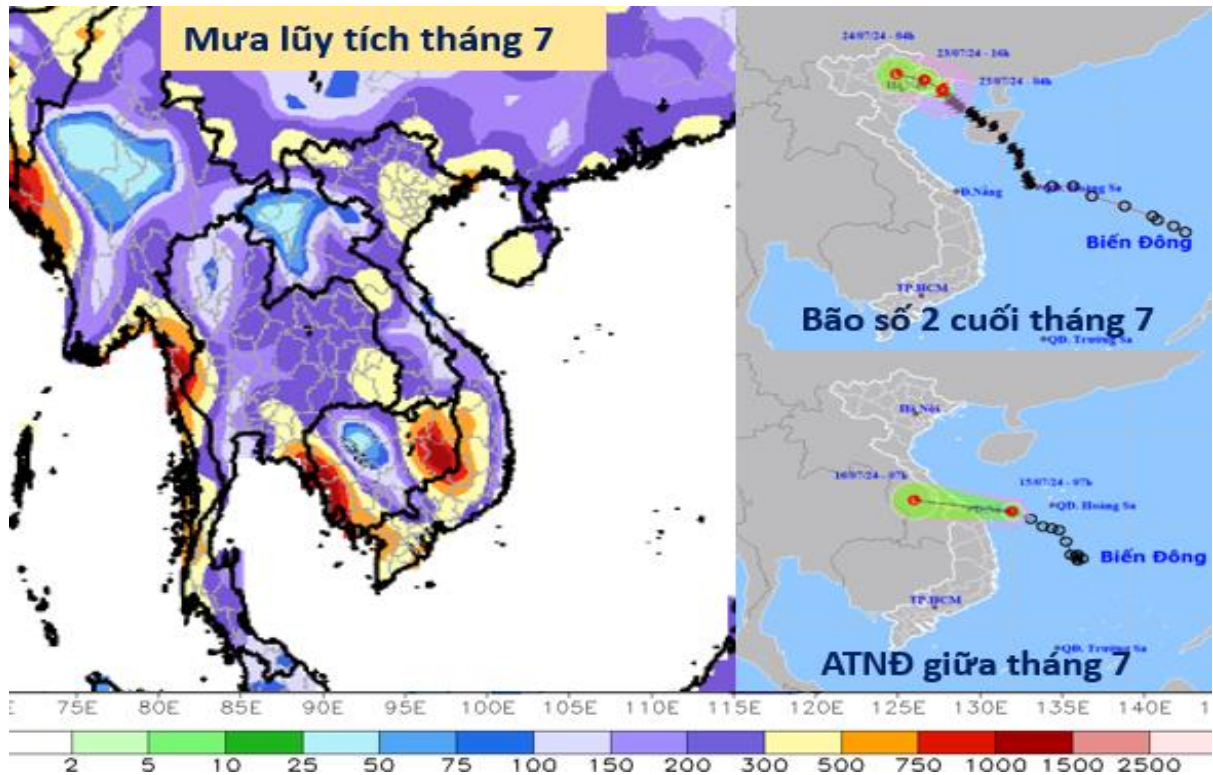 Mưa lũy tích tháng 7
24/07/24 - 04h
23/07/24 - 16h
23/07/24 - 04h
Đ.Nẵng
Biển Đông
TP.HCM
Bão số 2 cuối tháng 7
QĐ. Trường Sa
Hà Nội
16/07/24 - 07h
15/07/24 - 07h
QĐ. Hoàng Sa
Biển Đông
TP.HCM
QĐ. Trường Sa
ATNĐ giữa tháng 7
75E 80E 85E 90E 95E 100E 105E 110E 115E 120E 125E 130E 135E 140E
2 5 10 25 50 75 100 150 200 300 500 750 1000 1500 2500